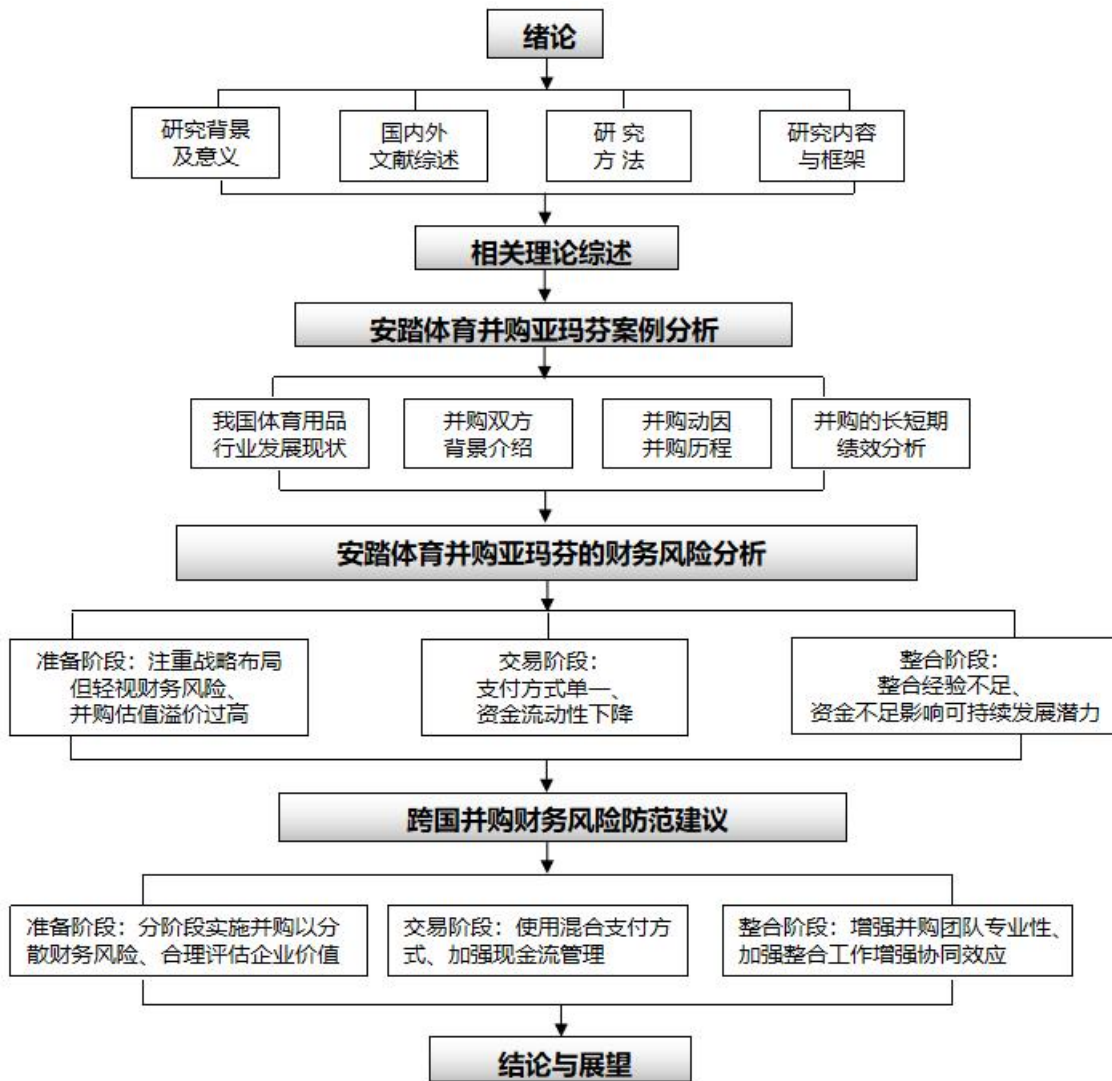 绪论
研究背景
及意义
国内外
文献综述
研 究
方 法
研究内容
与框架
相关理论综述
安踏体育并购亚玛芬案例分析
我国体育用品
行业发展现状
并购双方
背景介绍
并购动因
并购历程
并购的长短期
绩效分析
安踏体育并购亚玛芬的财务风险分析
准备阶段：注重战略布局
但轻视财务风险、
并购估值溢价过高
交易阶段：
支付方式单一、
资金流动性下降
整合阶段：
整合经验不足、
资金不足影响可持续发展潜力
跨国并购财务风险防范建议
准备阶段：分阶段实施并购以分
散财务风险、合理评估企业价值
交易阶段：使用混合支付方
式、加强现金流管理
整合阶段：增强并购团队专业性、
加强整合工作增强协同效应
结论与展望